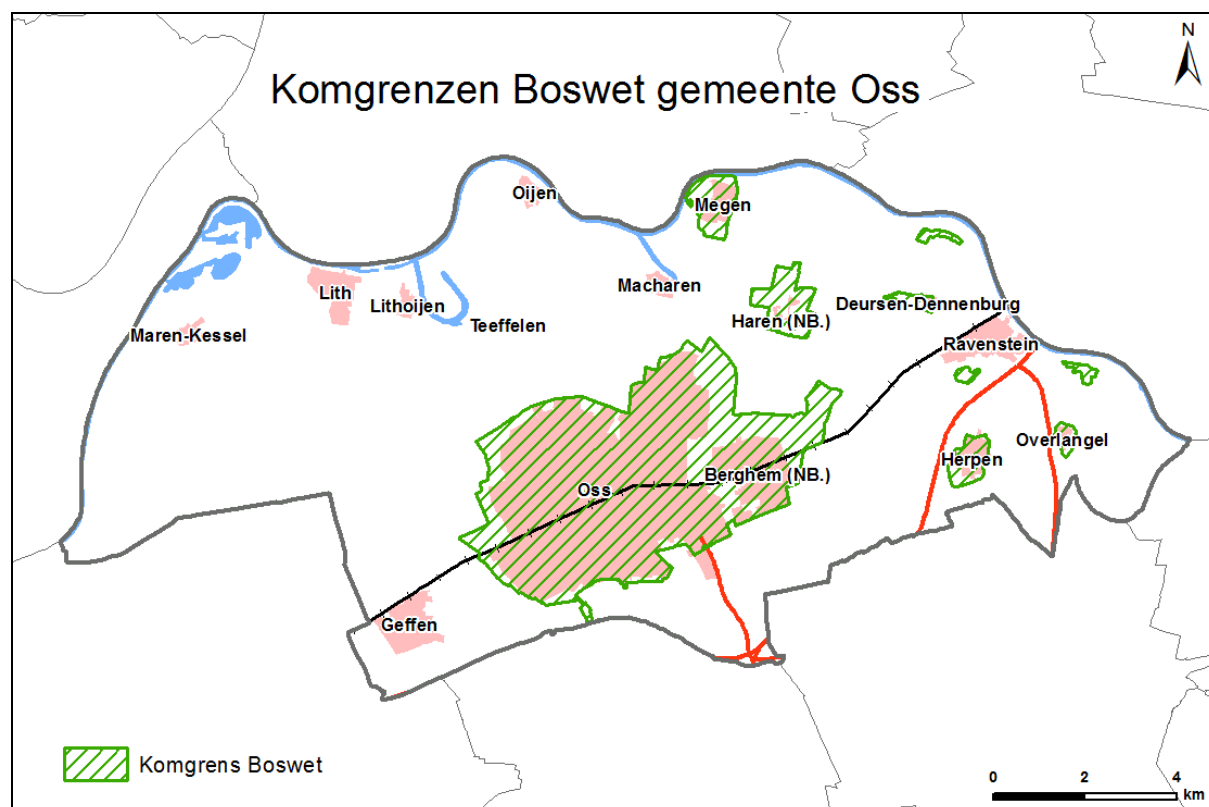 N
Komgrenzen Boswet gemeente Oss
Oijen
Megen
Macharen
Lith
Lithoijen
Deursen-Dennenburg
Haren (NB.)
Teeffelen
Maren-Kessel
Ravenstein
Overlangel
Herpen
Berghem (NB.)
Oss
Geffen
Komgrens Boswet
0 2 4
km